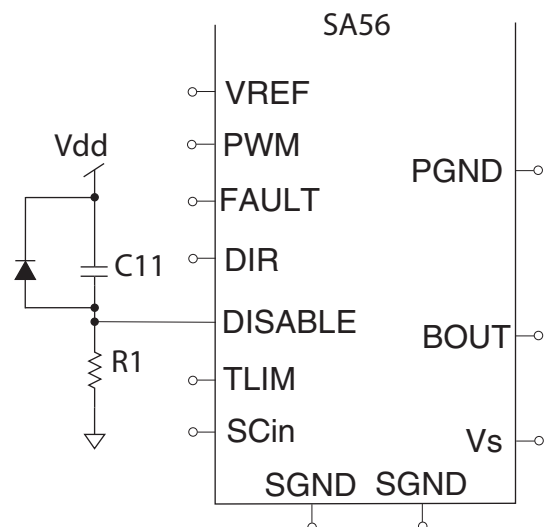 SA56
VREF
Vdd
PWM
PGND
FAULT
C11
DIR
DISABLE
BOUT
R1
TLIM
SCin
Vs
SGND SGND